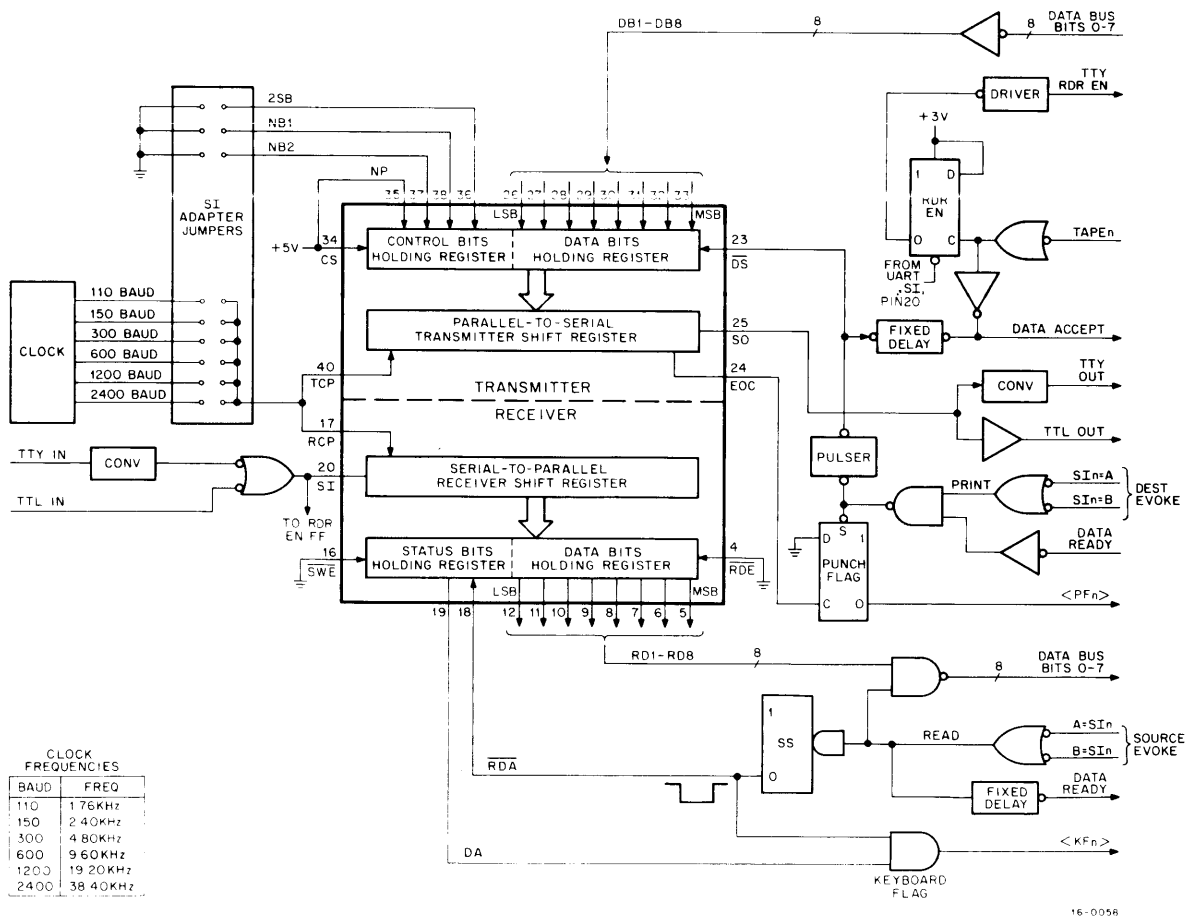 DB1-DB8
8
8
DATA BUS
BITS 0-7
DRIVER
TTY
RDR EN
+3V
1
D
RDR
EN
0
C
TAPEn
FROM
UART
SI
PIN20
2SB
NB1
NB2
NP
SI
ADAPTER
JUMPERS
35
37
38
36
26
27
28
29
30
31
32
33
LSB
MSB
+5V
34
CS
CONTROL BITS
HOLDING REGISTER
DATA BITS
HOLDING REGISTER
23
DS
CLOCK
110 BAUD
150 BAUD
300 BAUD
600 BAUD
1200 BAUD
2400 BAUD
PARALLEL-TO-SERIAL
TRANSMITTER SHIFT REGISTER
25
SO
FIXED
DELAY
DATA ACCEPT
40
TCP
24
EOC
TRANSMITTER
RECEIVER
CONV
TTY
OUT
TTL OUT
17
RCP
TTY IN
CONV
TTL IN
20
SI
TO RDR
EN FF
SERIAL-TO-PARALLEL
RECEIVER SHIFT REGISTER
PULSER
PRINT
SIn=A
SIn=B
DEST
EVOKE
DATA
READY
S
D
1
PUNCH
FLAG
C
0
<PFn>
16
SWE
STATUS BITS
HOLDING REGISTER
DATA BITS
HOLDING REGISTER
4
RDE
LSB
MSB
19
18
12
11
10
9
8
7
6
5
RD1-RD8
8
8
DATA BUS
BITS 0-7
1
SS
0
READ
A=SIn
B=SIn
SOURCE
EVOKE
RDA
FIXED
DELAY
DATA
READY
DA
<KFn>
KEYBOARD
FLAG
CLOCK
FREQUENCIES
BAUD FREQ
110 1.76KHz
150 2.40KHz
300 4.80KHz
600 9.60KHz
1200 19.20KHz
2400 38.40KHz
16-0058